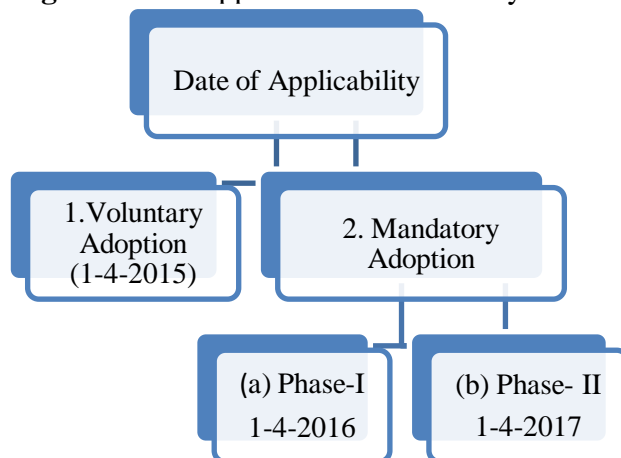 Date of Applicability
1.Voluntary
Adoption
(1-4-2015)
2. Mandatory
Adoption
(a) Phase-I
1-4-2016
(b) Phase- II
1-4-2017